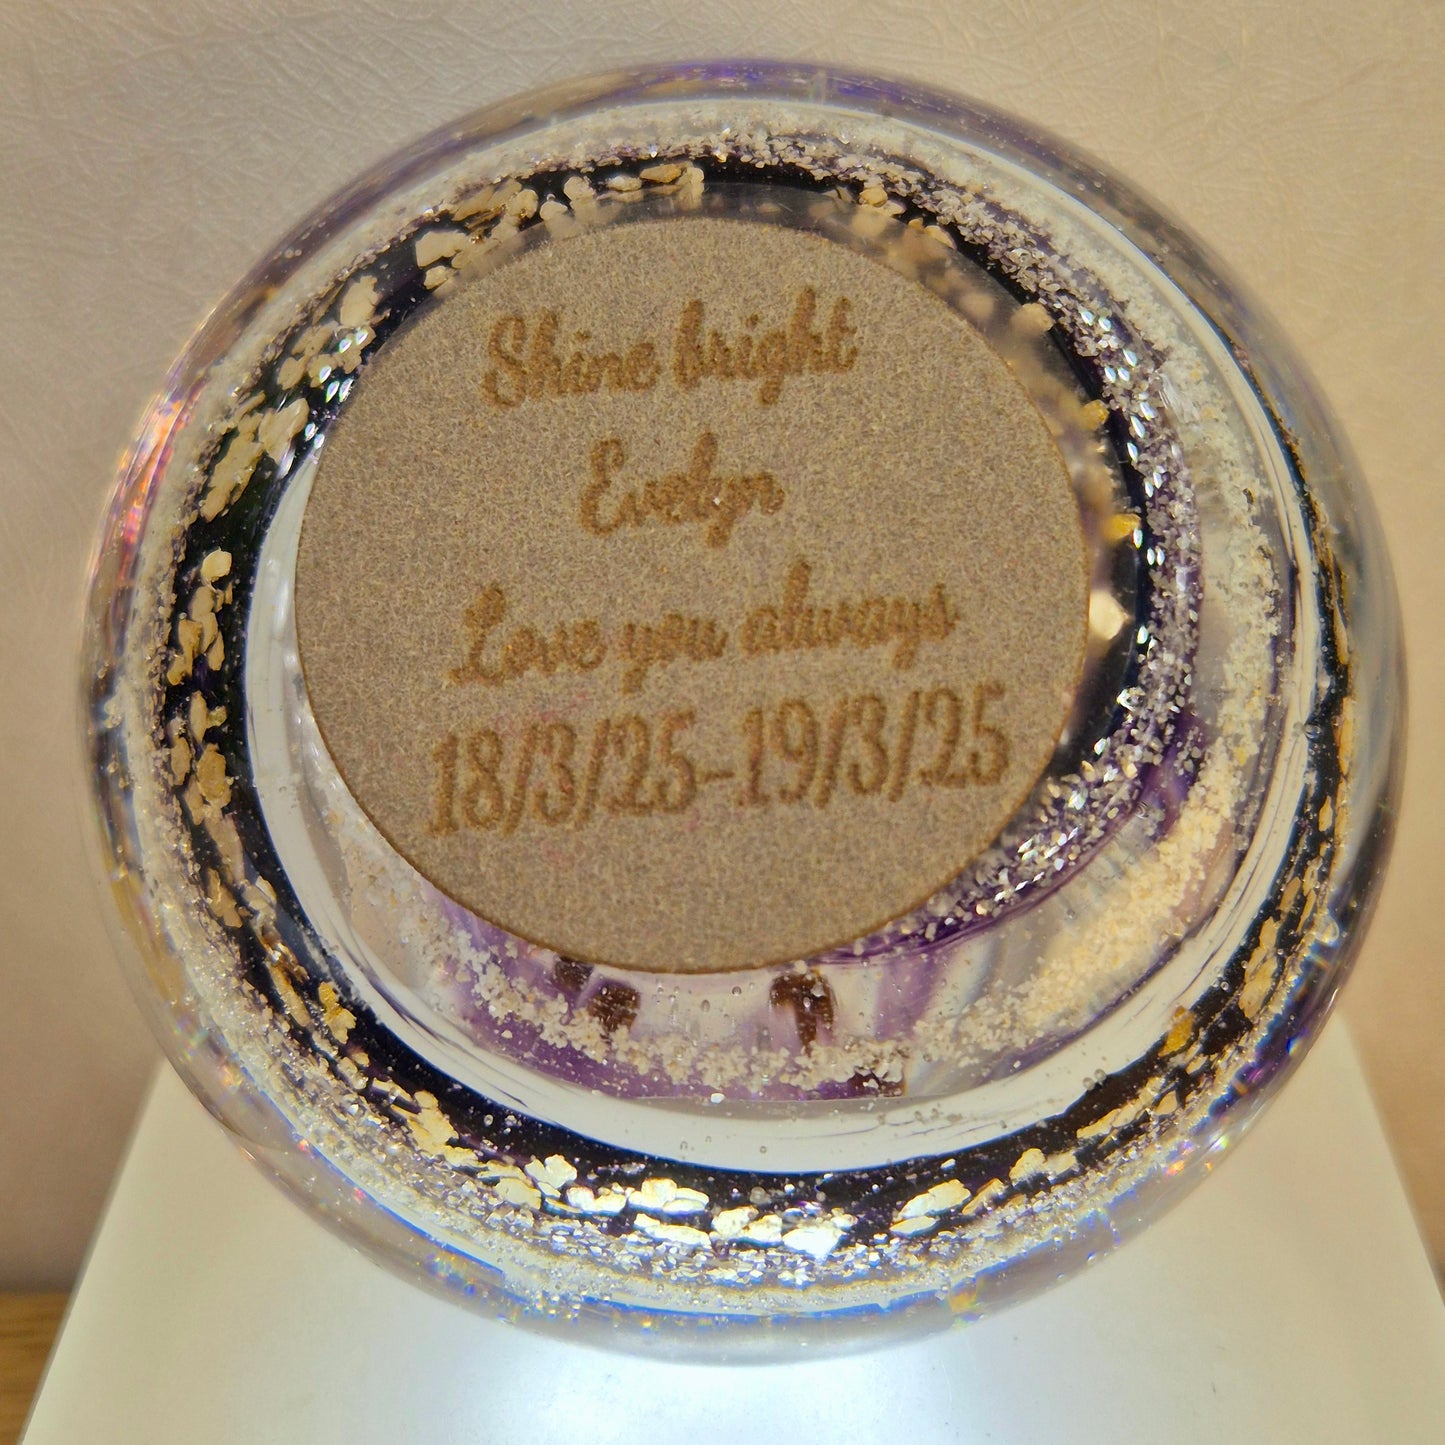 Shine bright
Evelyn
Love you always
18/3/25-19/3/25